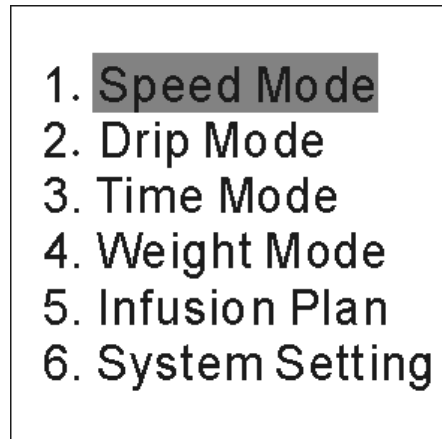 1. Speed Mode
2. Drip Mode
3. Time Mode
4. Weight Mode
5. Infusion Plan
6. System Setting